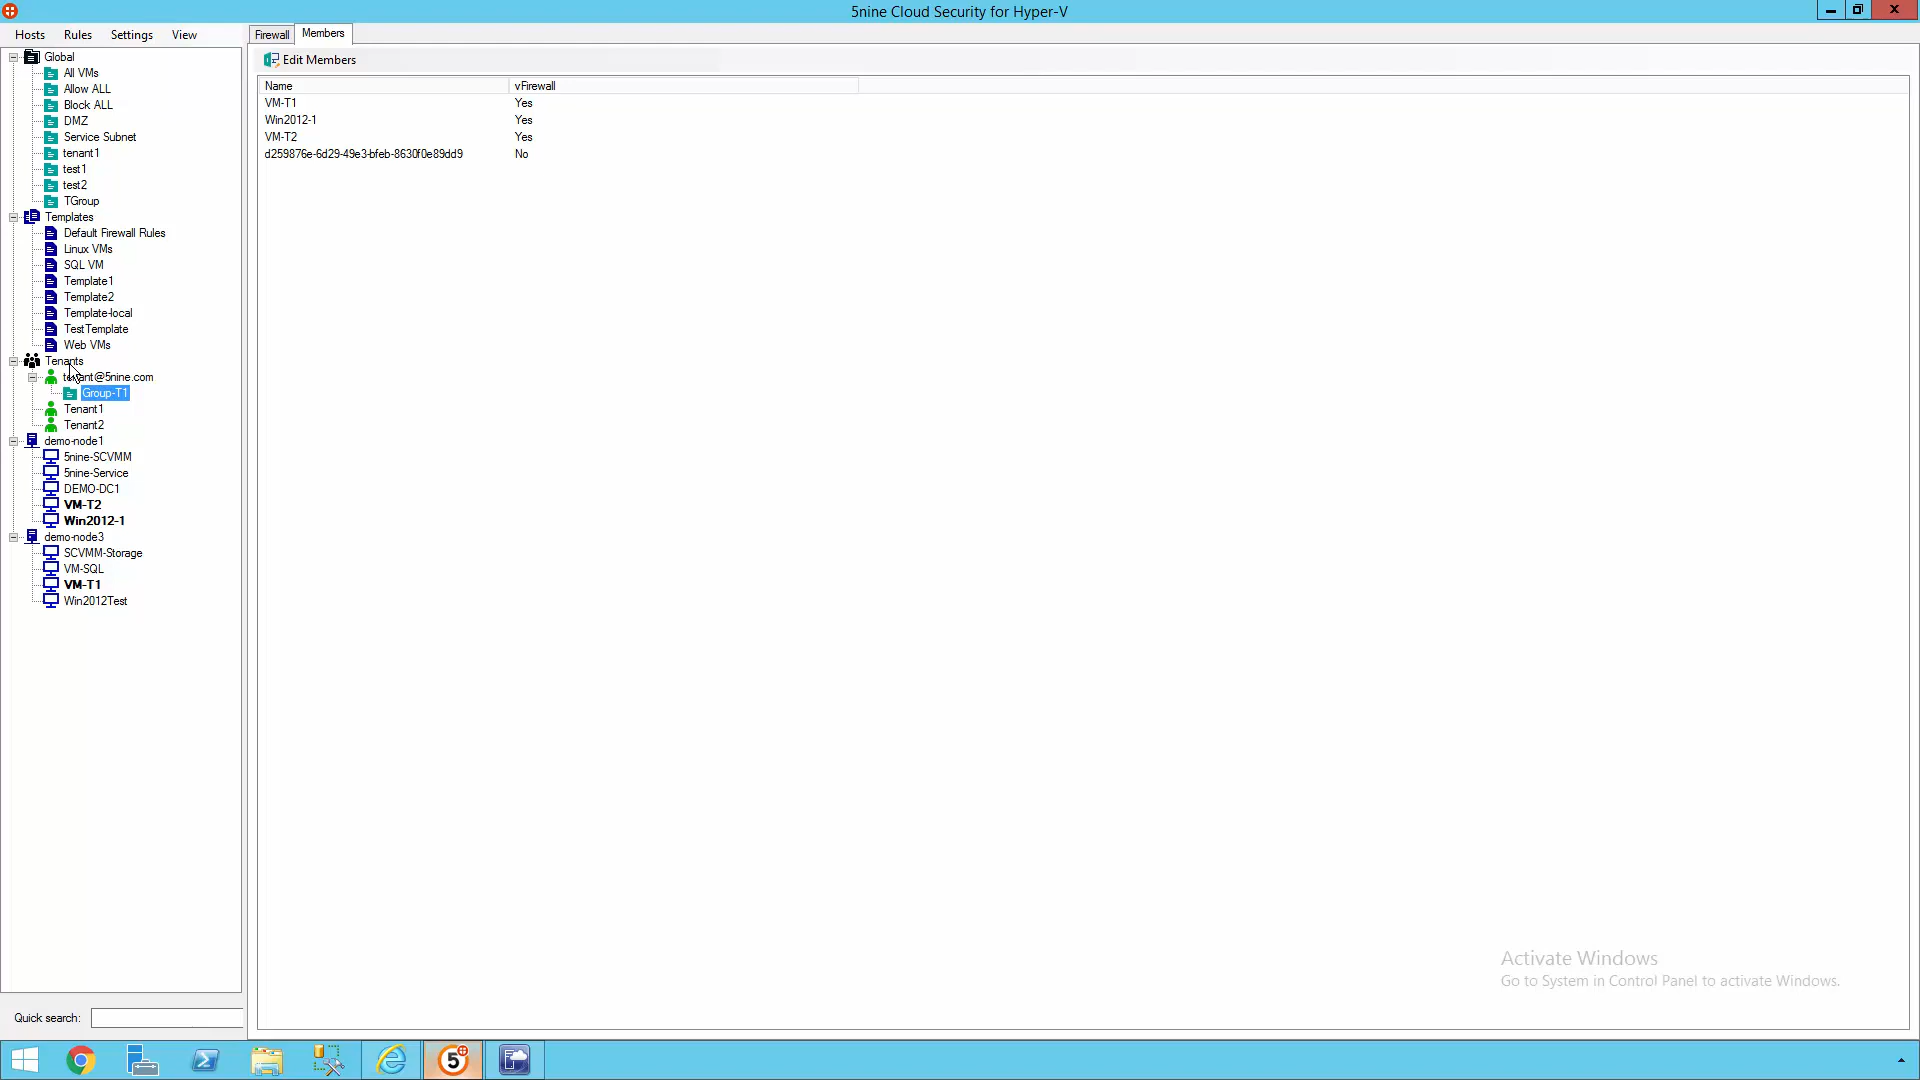 5nine Cloud Security for Hyper-V
Hosts Rules Settings View
Firewall Members
Edit Members
Name vFirewall
VM-T1 Yes
Win2012-1 Yes
VM-T2 Yes
d259876e-6d29-49e3-bfeb-8630f0e89dd9 No
Global
All VMs
Allow ALL
Block ALL
DMZ
Service Subnet
tenant1
test1
test2
TGroup
Templates
Default Firewall Rules
Linux VMs
SQL VM
Template1
Template2
Template-local
TestTemplate
Web VMs
Tenants
tenant@5nine.com
Group-T1
Tenant1
Tenant2
demo-node1
5nine-SCVMM
5nine-Service
DEMO-DC1
VM-T2
Win2012-1
demo-node3
SCVMM-Storage
VM-SQL
VM-T1
Win2012Test
Activate Windows
Go to System in Control Panel to activate Windows.
Quick search:
5